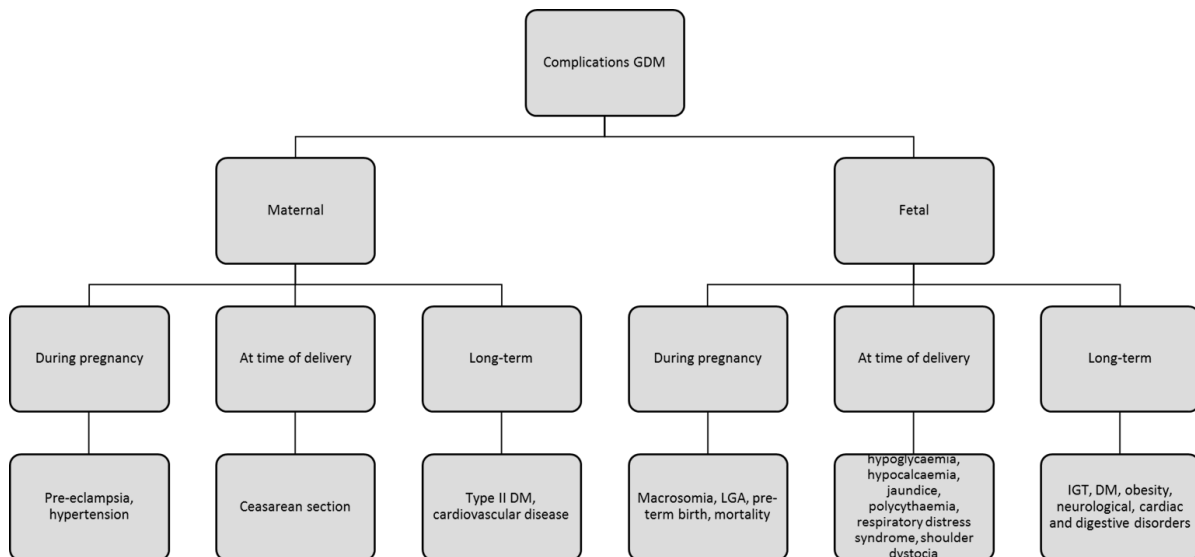 Complications GDM
Maternal
Fetal
During pregnancy
At time of delivery
Long-term
During pregnancy
At time of delivery
Long-term
Pre-eclampsia,
hypertension
Ceasarean section
Type II DM,
cardiovascular disease
Macrosomia, LGA, pre-
term birth, mortality
hypoglycaemia,
hypocalcaemia,
jaundice,
polycythaemia,
respiratory distress
syndrome, shoulder
dystocia
IGT, DM, obesity,
neurological, cardiac
and digestive disorders